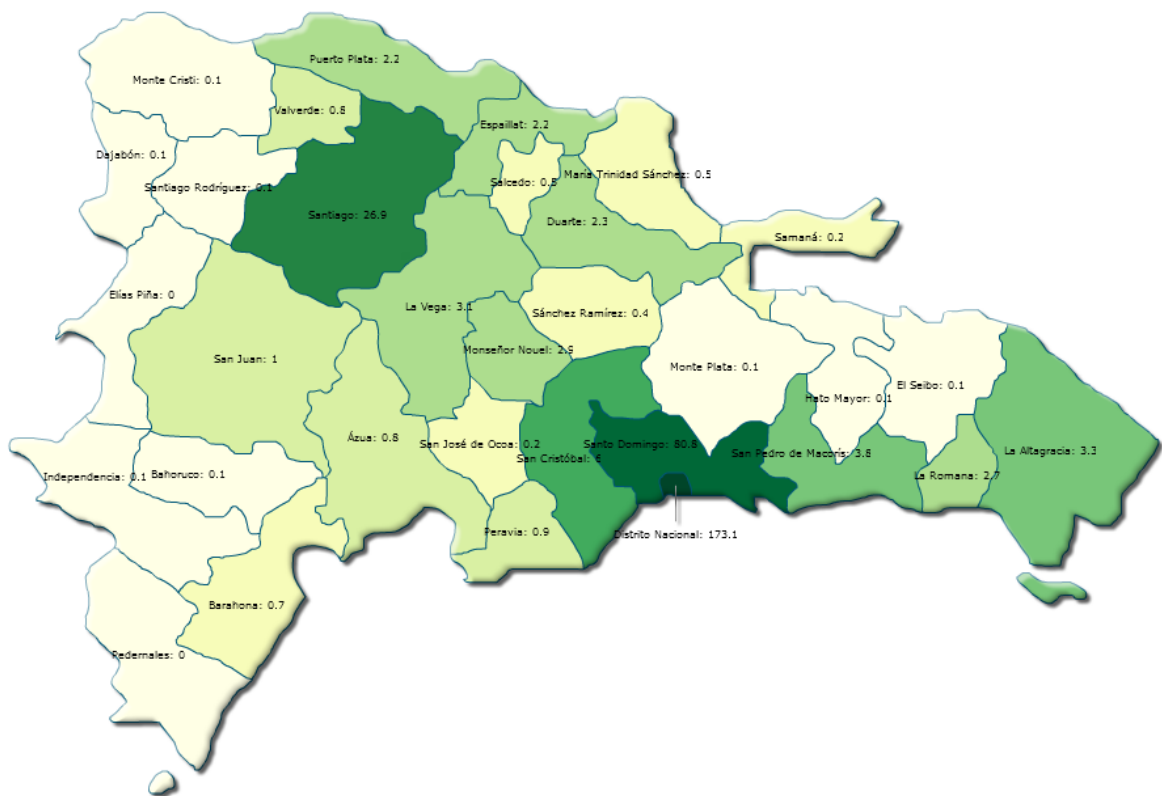 Puerto Plata: 2.2
Monte Cristi: 0.1
Valverde: 0.8
Espaillat: 2.2
Dajabón: 0.1
María Trinidad Sánchez: 0.5
Salcedo: 0.5
Santiago Rodríguez: 0.1
Santiago: 26.9
Duarte: 2.3
Samaná: 0.2
Elías Piña: 0
La Vega: 3.1
Sánchez Ramírez: 0.4
Monseñor Nouel: 2.5
San Juan: 1
Monte Plata: 0.1
El Seibo: 0.1
Hato Mayor: 0.1
Ázua: 0.8
San José de Ocoa: 0.2
Santo Domingo: 80.8
San Cristóbal: 6
San Pedro de Macorís: 3.8
La Altagracia: 3.3
Independencia: 0.1
Bahoruco: 0.1
La Romana: 2.7
Peravia: 0.9
Distrito Nacional: 173.1
Barahona: 0.7
Pedernales: 0